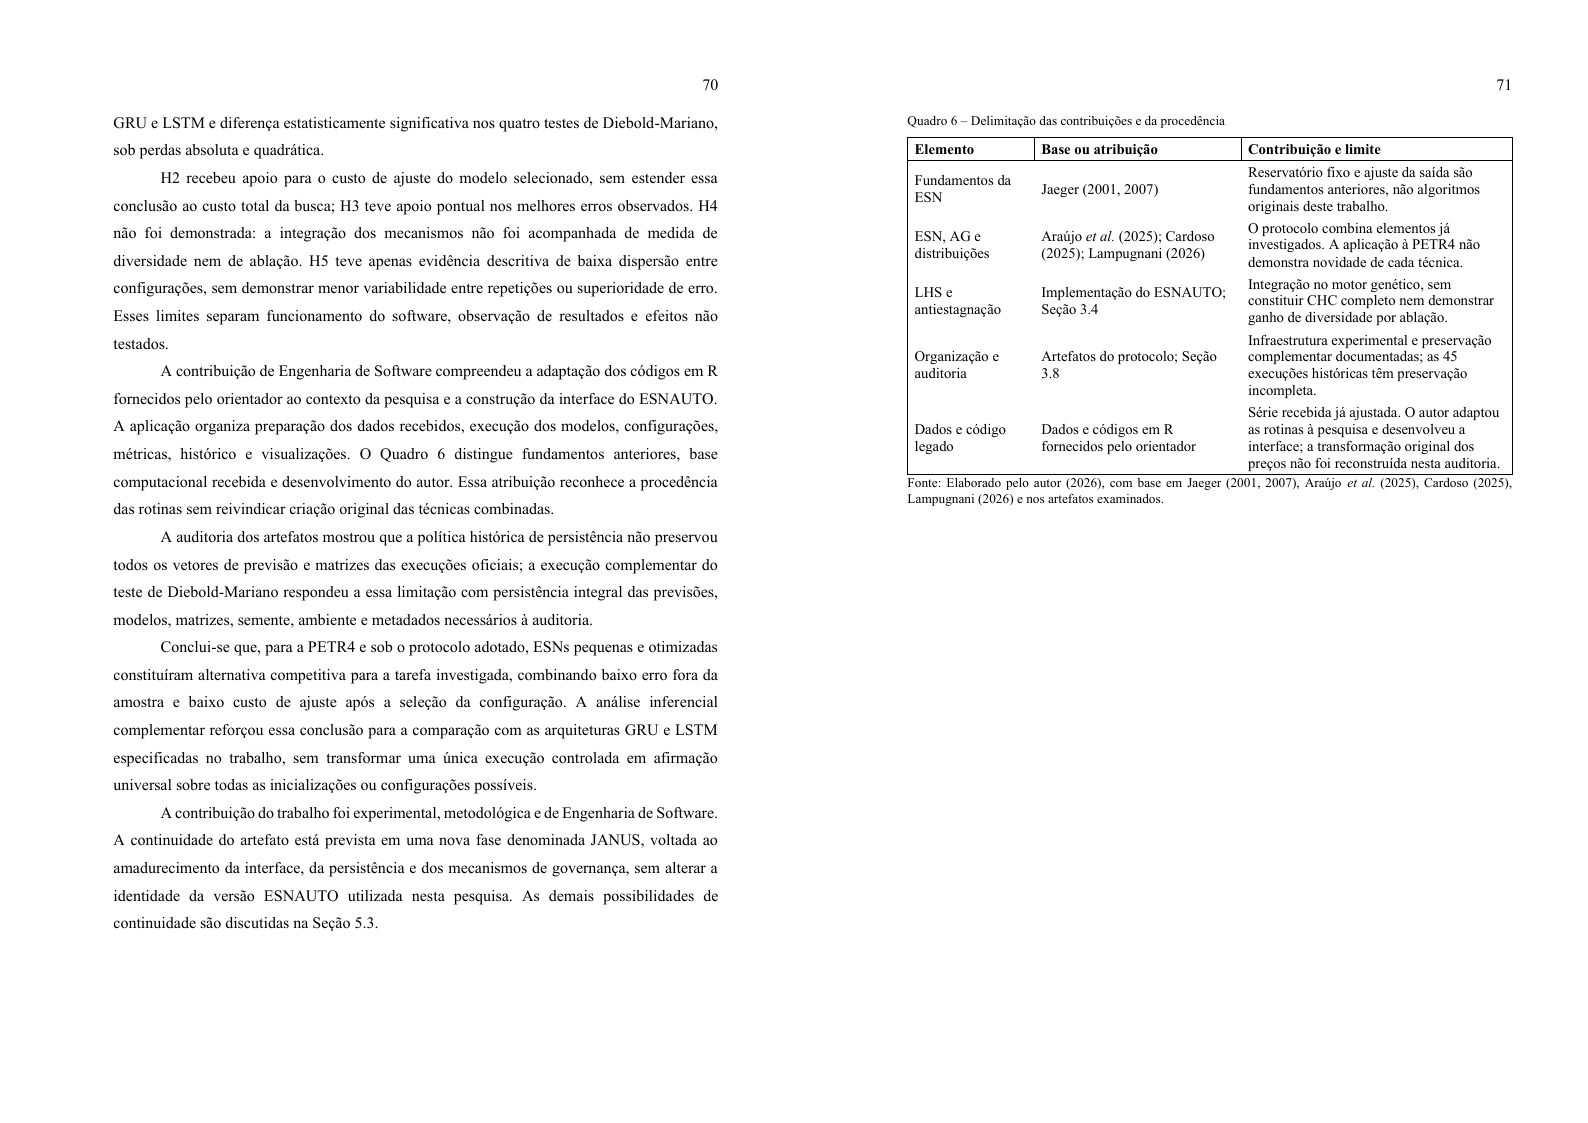 70
GRU e LSTM e diferença estatisticamente significativa nos quatro testes de Diebold-Mariano,
sob perdas absoluta e quadrática.
H2 recebeu apoio para o custo de ajuste do modelo selecionado, sem estender essa
conclusão ao custo total da busca; H3 teve apoio pontual nos melhores erros observados. H4
não foi demonstrada: a integração dos mecanismos não foi acompanhada de medida de
diversidade nem de ablação. H5 teve apenas evidência descritiva de baixa dispersão entre
configurações, sem demonstrar menor variabilidade entre repetições ou superioridade de erro.
Esses limites separam funcionamento do software, observação de resultados e efeitos não
testados.
A contribuição de Engenharia de Software compreendeu a adaptação dos códigos em R
fornecidos pelo orientador ao contexto da pesquisa e a construção da interface do ESNAUTO.
A aplicação organiza preparação dos dados recebidos, execução dos modelos, configurações,
métricas, histórico e visualizações. O Quadro 6 distingue fundamentos anteriores, base
computacional recebida e desenvolvimento do autor. Essa atribuição reconhece a procedência
das rotinas sem reivindicar criação original das técnicas combinadas.
A auditoria dos artefatos mostrou que a política histórica de persistência não preservou
todos os vetores de previsão e matrizes das execuções oficiais; a execução complementar do
teste de Diebold-Mariano respondeu a essa limitação com persistência integral das previsões,
modelos, matrizes, semente, ambiente e metadados necessários à auditoria.
Conclui-se que, para a PETR4 e sob o protocolo adotado, ESNs pequenas e otimizadas
constituíram alternativa competitiva para a tarefa investigada, combinando baixo erro fora da
amostra e baixo custo de ajuste após a seleção da configuração. A análise inferencial
complementar reforçou essa conclusão para a comparação com as arquiteturas GRU e LSTM
especificadas no trabalho, sem transformar uma única execução controlada em afirmação
universal sobre todas as inicializações ou configurações possíveis.
A contribuição do trabalho foi experimental, metodológica e de Engenharia de Software.
A continuidade do artefato está prevista em uma nova fase denominada JANUS, voltada ao
amadurecimento da interface, da persistência e dos mecanismos de governança, sem alterar a
identidade da versão ESNAUTO utilizada nesta pesquisa. As demais possibilidades de
continuidade são discutidas na Seção 5.3.
71
Quadro 6 – Delimitação das contribuições e da procedência
Elemento
Base ou atribuição
Contribuição e limite
Fundamentos da
ESN
Jaeger (2001, 2007)
Reservatório fixo e ajuste da saída são
fundamentos anteriores, não algoritmos
originais deste trabalho.
ESN, AG e
distribuições
Araújo et al. (2025); Cardoso
(2025); Lampugnani (2026)
O protocolo combina elementos já
investigados. A aplicação à PETR4 não
demonstra novidade de cada técnica.
LHS e
antiestagnação
Implementação do ESNAUTO;
Seção 3.4
Integração no motor genético, sem
constituir CHC completo nem demonstrar
ganho de diversidade por ablação.
Organização e
auditoria
Artefatos do protocolo; Seção
3.8
Infraestrutura experimental e preservação
complementar documentadas; as 45
execuções históricas têm preservação
incompleta.
Dados e código
legado
Dados e códigos em R
fornecidos pelo orientador
Série recebida já ajustada. O autor adaptou
as rotinas à pesquisa e desenvolveu a
interface; a transformação original dos
preços não foi reconstruída nesta auditoria.
Fonte: Elaborado pelo autor (2026), com base em Jaeger (2001, 2007), Araújo et al. (2025), Cardoso (2025),
Lampugnani (2026) e nos artefatos examinados.